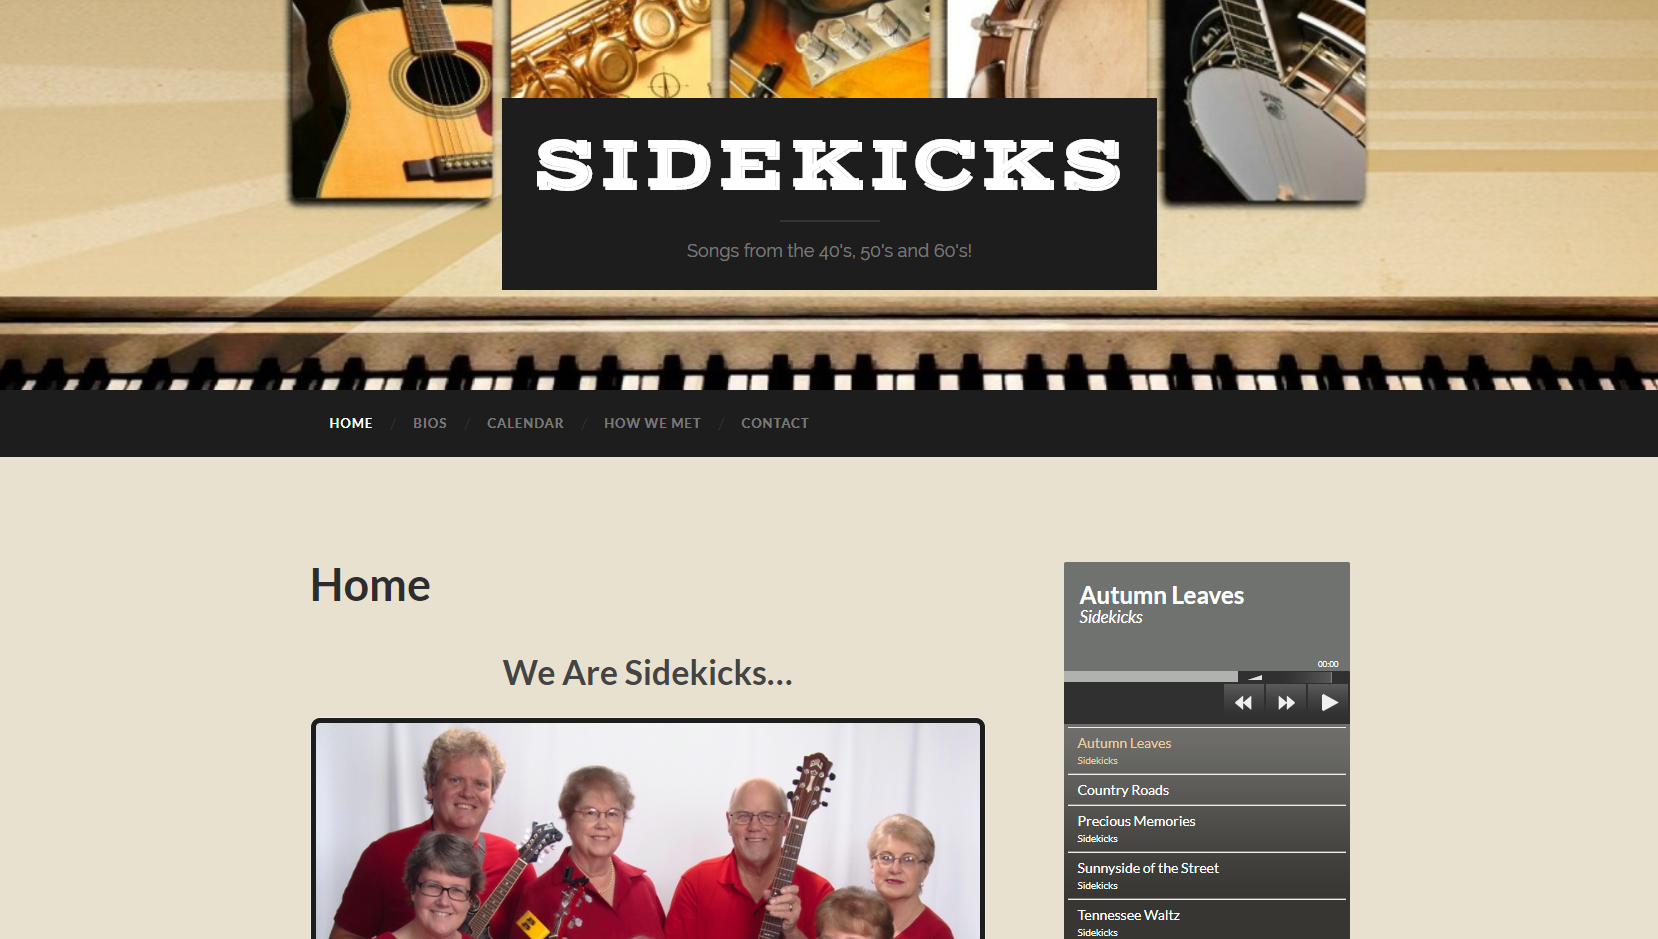 SIDEKICKS
Songs from the 40's, 50's and 60's!
HOME / BIOS / CALENDAR / HOW WE MET / CONTACT
Home
We Are Sidekicks...
Autumn Leaves
Sidekicks
00:00
Autumn Leaves
Sidekicks
Country Roads
Precious Memories
Sidekicks
Sunnyside of the Street
Sidekicks
Tennessee Waltz
Sidekicks